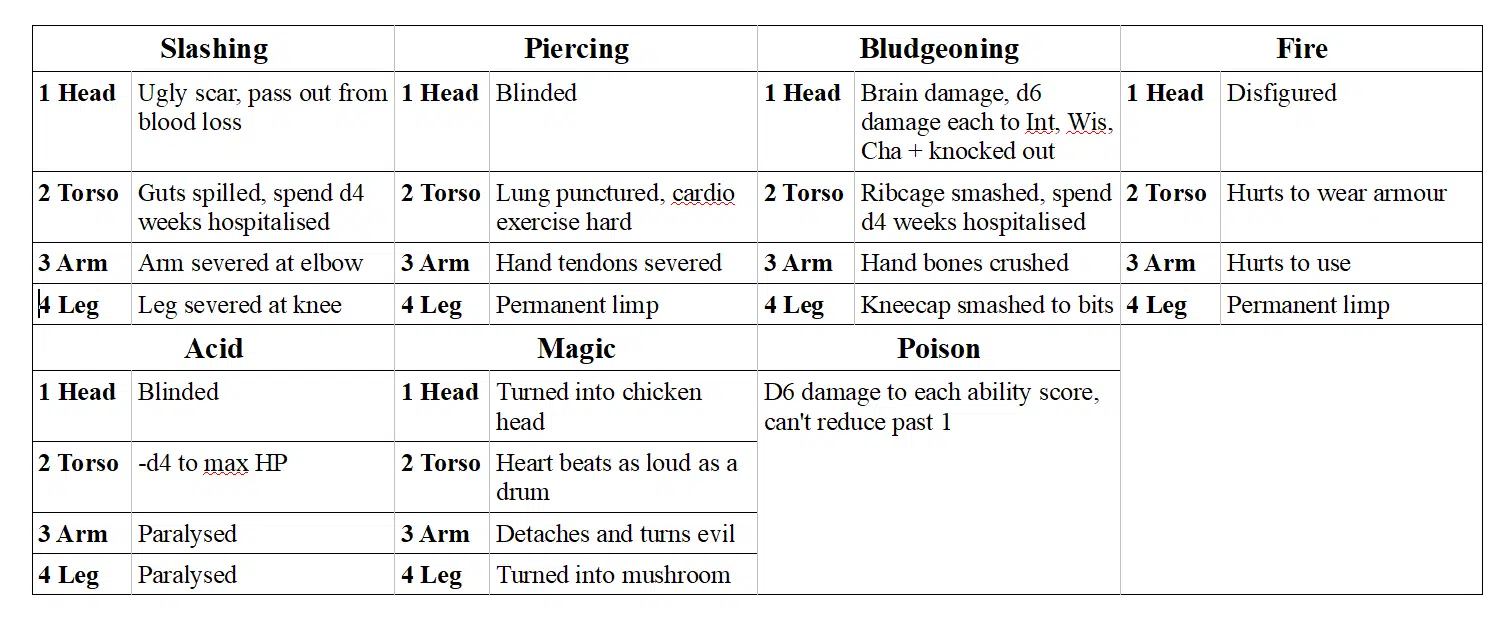 Slashing Piercing Bludgeoning Fire
1 Head Ugly scar, pass out from 1 Head Blinded 1 Head Brain damage, d6 1 Head Disfigured
blood loss damage each to Int, Wis,
Cha + knocked out
2 Torso Guts spilled, spend d4 2 Torso Lung punctured, cardio 2 Torso Ribcage smashed, spend 2 Torso Hurts to wear armour
weeks hospitalised exercise hard d4 weeks hospitalised
3 Arm Arm severed at elbow 3 Arm Hand tendons severed 3 Arm Hand bones crushed 3 Arm Hurts to use
4 Leg Leg severed at knee 4 Leg Permanent limp 4 Leg Kneecap smashed to bits 4 Leg Permanent limp
Acid Magic Poison
1 Head Blinded 1 Head Turned into chicken D6 damage to each ability score,
head can't reduce past 1
2 Torso -d4 to max HP 2 Torso Heart beats as loud as a
drum
3 Arm Paralysed 3 Arm Detaches and turns evil
4 Leg Paralysed 4 Leg Turned into mushroom